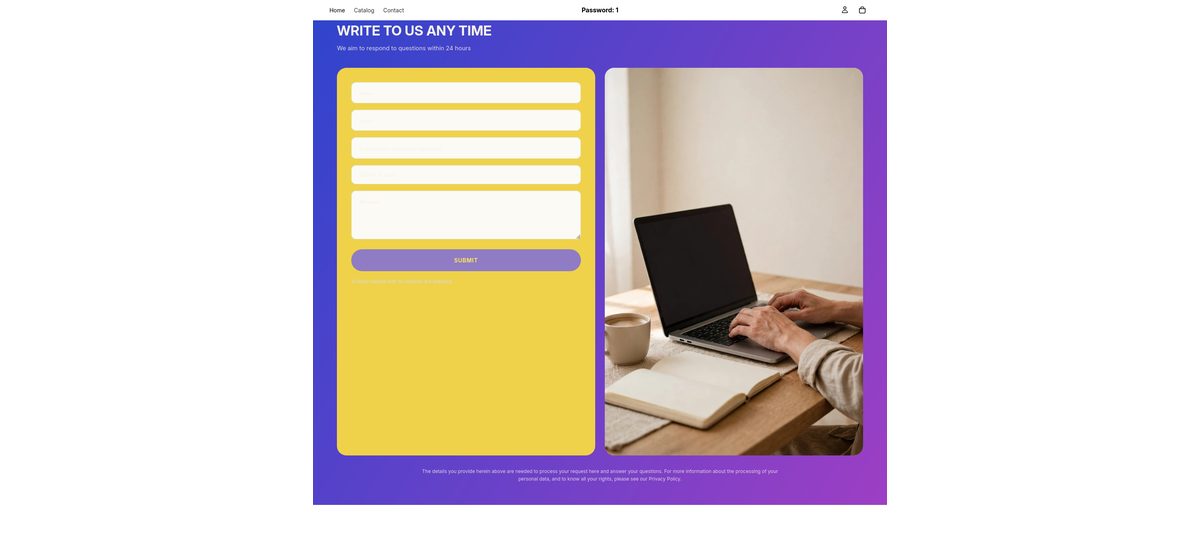 Home Catalog Contact
Password: 1
WRITE TO US ANY TIME
We aim to respond to questions within 24 hours
SUBMIT
The details you provide herein above are needed to process your request here and answer your questions. For more information about the processing of your
personal data, and to know all your rights, please see our Privacy Policy.